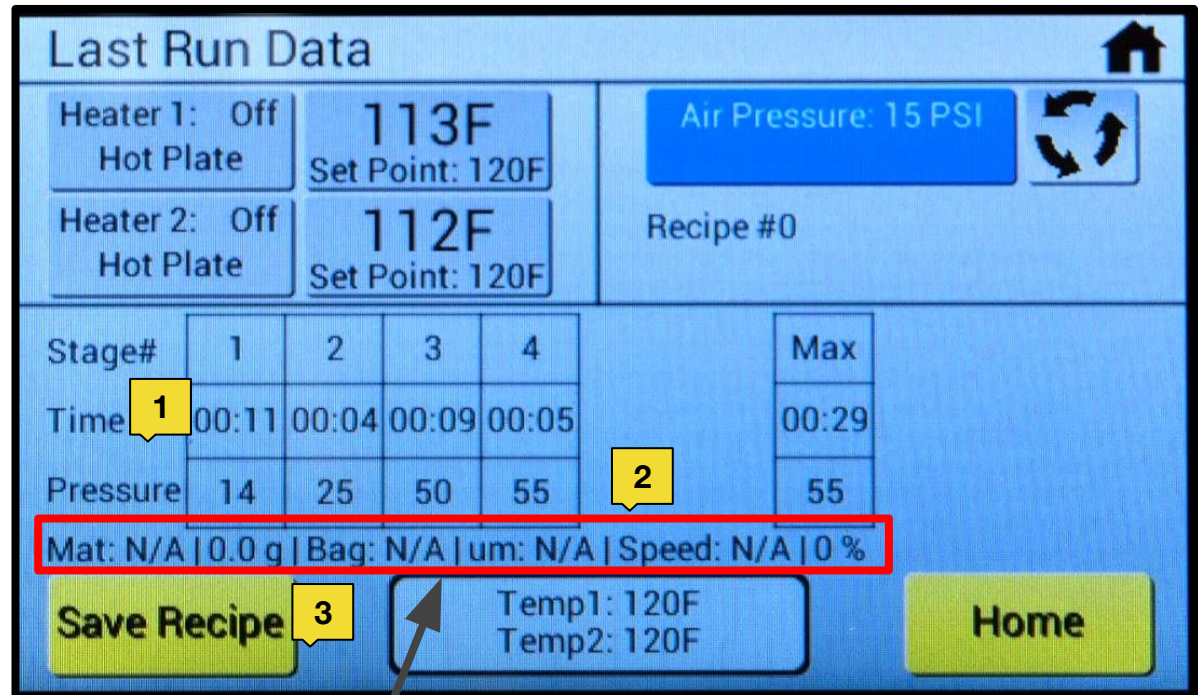 Last Run Data
Heater 1: Off
Hot Plate
113F
Set Point: 120F
Air Pressure: 15 PSI
Heater 2: Off
Hot Plate
112F
Set Point: 120F
Recipe #0
Stage# 1 2 3 4 Max
1
Time 00:11 00:04 00:09 00:05 00:29
2
Pressure 14 25 50 55 55
Mat: N/A | 0.0 g | Bag: N/A | um: N/A | Speed: N/A | 0 %
Save Recipe
3
Temp1: 120F
Temp2: 120F
Home